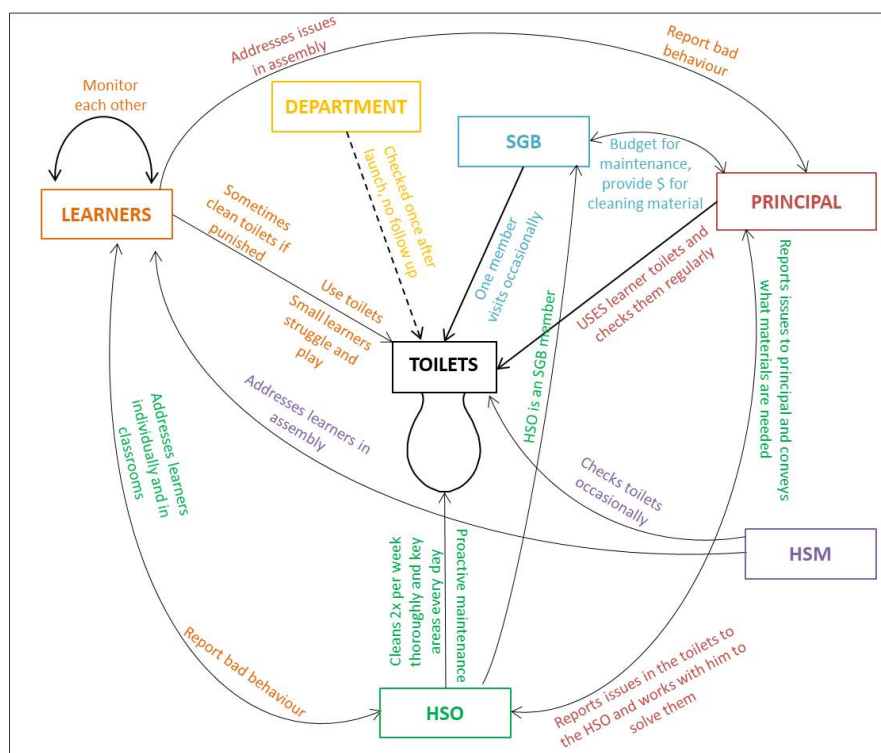 Addresses issues
in assembly
Report bad
behaviour
Monitor
each other
DEPARTMENT
SGB
Budget for
maintenance,
provide $ for
cleaning material
LEARNERS
PRINCIPAL
Sometimes
clean toilets if
punished
Checked once after
launch, no follow up
One member
visits occasionally
USES learner toilets and
checks them regularly
Reports issues to principal and conveys
what materials are needed
Use toilets
Small learners
struggle and
play
TOILETS
HSO is an SGB member
Addresses learners
individually and in
classrooms
Addresses learners in
assembly
Checks toilets
occasionally
HSM
Cleans 2x per week
thoroughly and key
areas every day
Proactive maintenance
Report bad behaviour
HSO
Reports issues in the toilets to
the HSO and works with him to
solve them